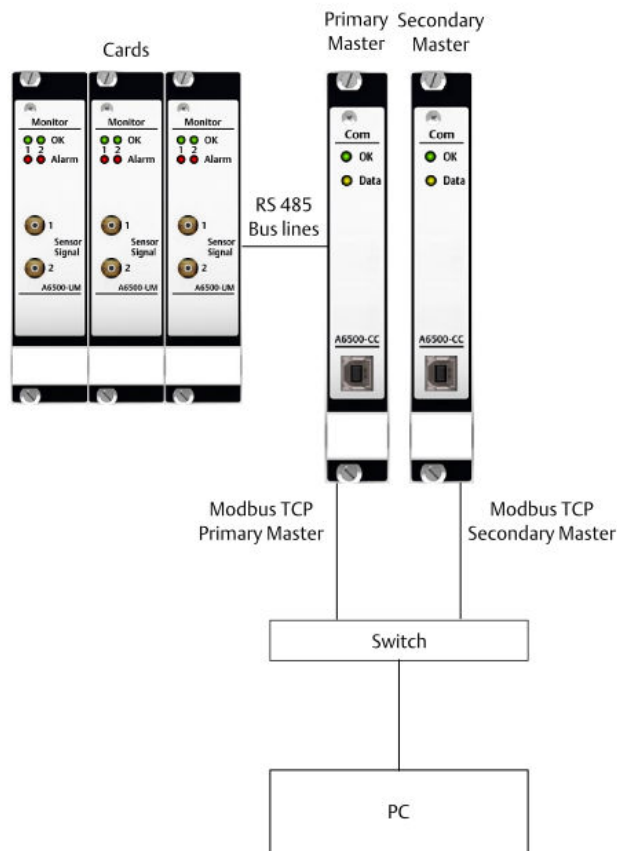 Cards
Primary Master
Secondary Master
Monitor
1 2 OK
Alarm
1
Sensor Signal
2
A6500-UM
Monitor
1 2 OK
Alarm
1
Sensor Signal
2
A6500-UM
Monitor
1 2 OK
Alarm
1
Sensor Signal
2
A6500-UM
RS 485
Bus lines
Com
OK
Data
A6500-CC
Com
OK
Data
A6500-CC
Modbus TCP
Primary Master
Modbus TCP
Secondary Master
Switch
PC